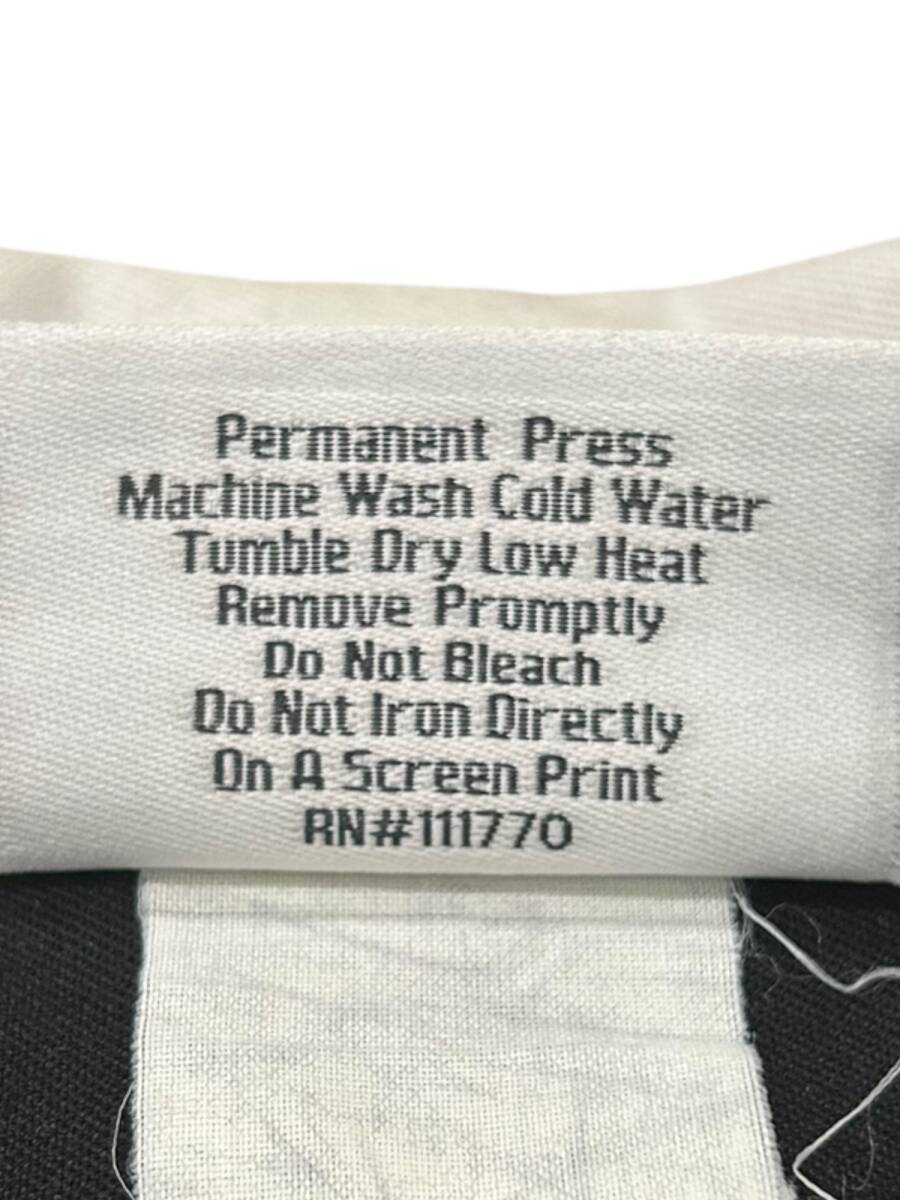 Permanent Press
Machine Wash Cold Water
Tumble Dry Low Heat
Remove Promptly
Do Not Bleach
Do Not Iron Directly
On A Screen Print
RN#111770